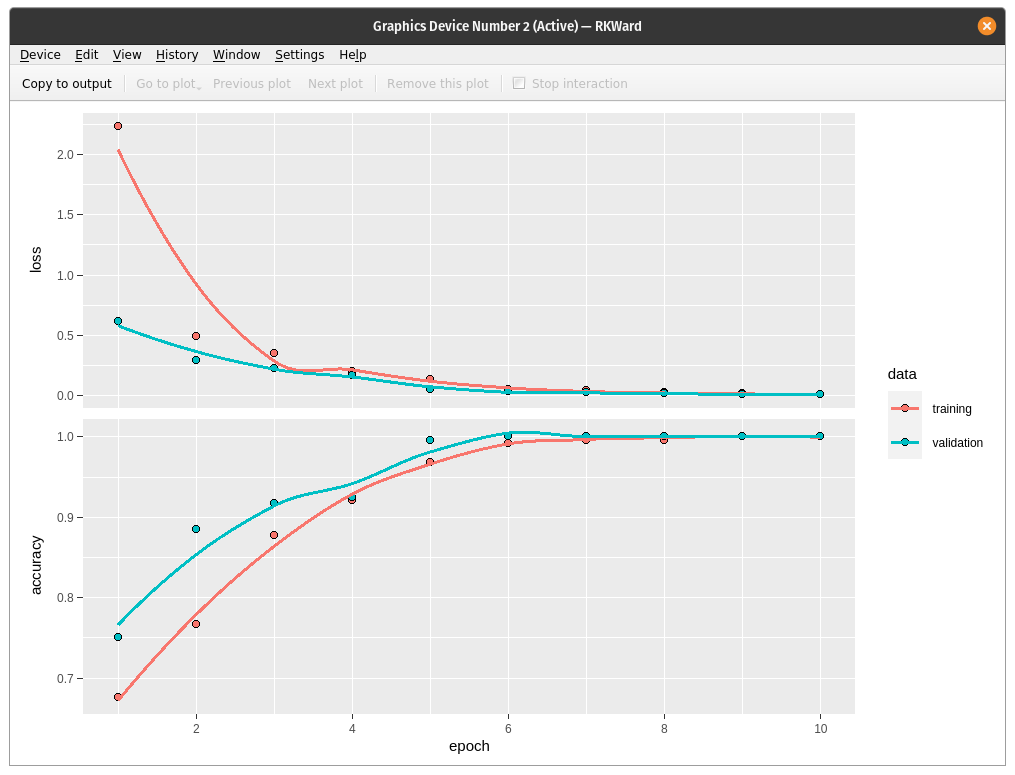 Graphics Device Number 2 (Active) — RKWard
Device Edit View History Window Settings Help
Copy to output Go to plot Previous plot Next plot Remove this plot Stop interaction
2.0
1.5
1.0
0.5
0.0
loss
1.0
0.9
0.8
0.7
accuracy
2 4 6 8 10
epoch
data
training
validation